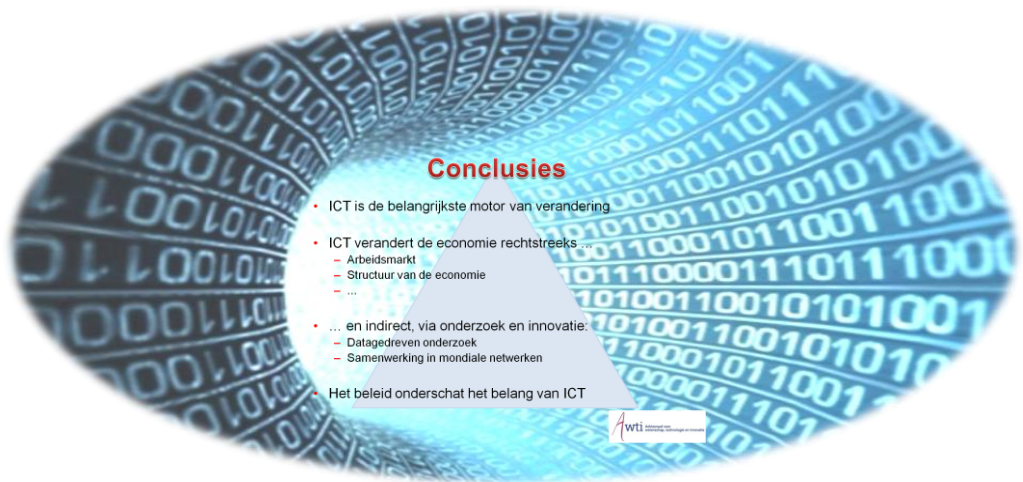 Conclusies
• ICT is de belangrijkste motor van verandering
• ICT verandert de economie rechtstreeks ...
– Arbeidsmarkt
– Structuur van de economie
– ...
• ... en indirect, via onderzoek en innovatie:
– Datagedreven onderzoek
– Samenwerking in mondiale netwerken
• Het beleid onderschat het belang van ICT
Awti